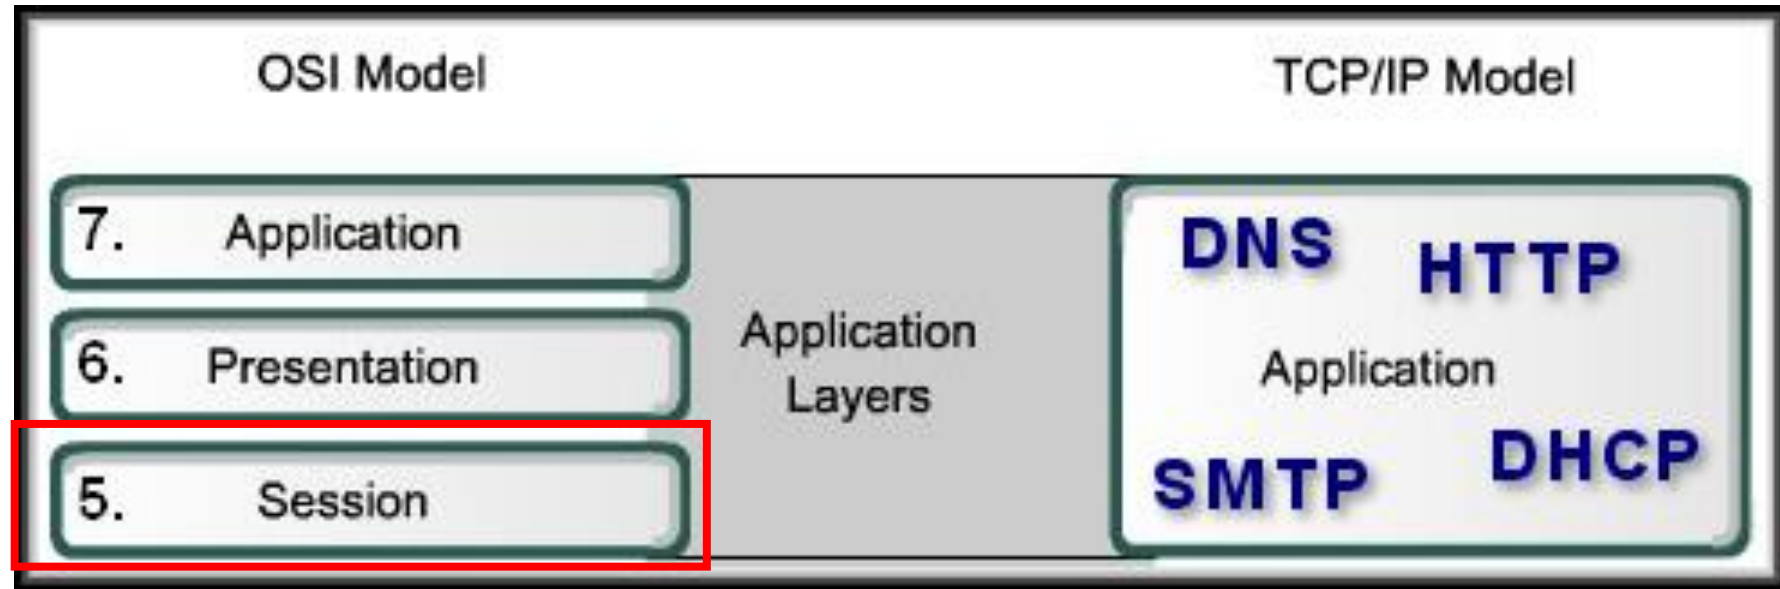 OSI Model
TCP/IP Model
7. Application
6. Presentation
5. Session
Application
Layers
DNS
HTTP
Application
SMTP
DHCP